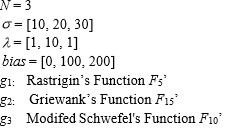 N = 3
σ = [10, 20, 30]
λ = [1, 10, 1]
bias = [0, 100, 200]
g₁: Rastrigin's Function F₅'
g₂: Griewank's Function F₁₅'
g₃ Modifed Schwefel's Function F₁₀'